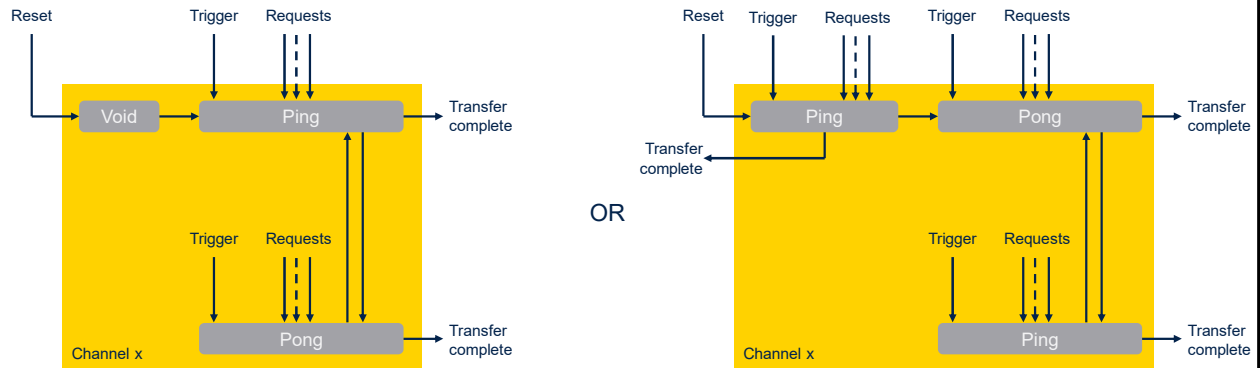 Reset
Trigger
Requests
Void
Ping
Transfer
complete
Trigger
Requests
Pong
Transfer
complete
Channel x
OR
Reset
Trigger
Requests
Trigger
Requests
Ping
Pong
Transfer
complete
Transfer
complete
Trigger
Requests
Ping
Transfer
complete
Channel x